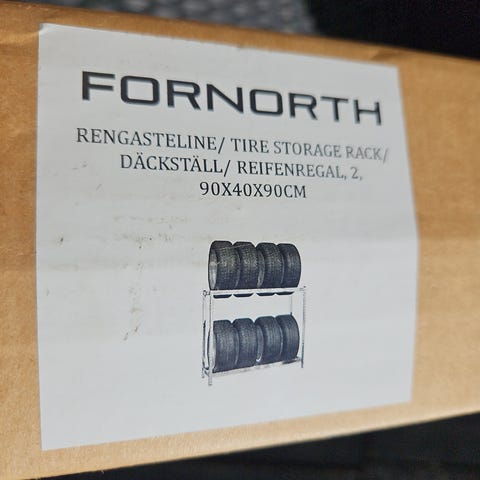 FORNORTH
RENGASTELINE/ TIRE STORAGE RACK/
DÄCKSTÄLL/ REIFENREGAL, 2,
90X40X90CM